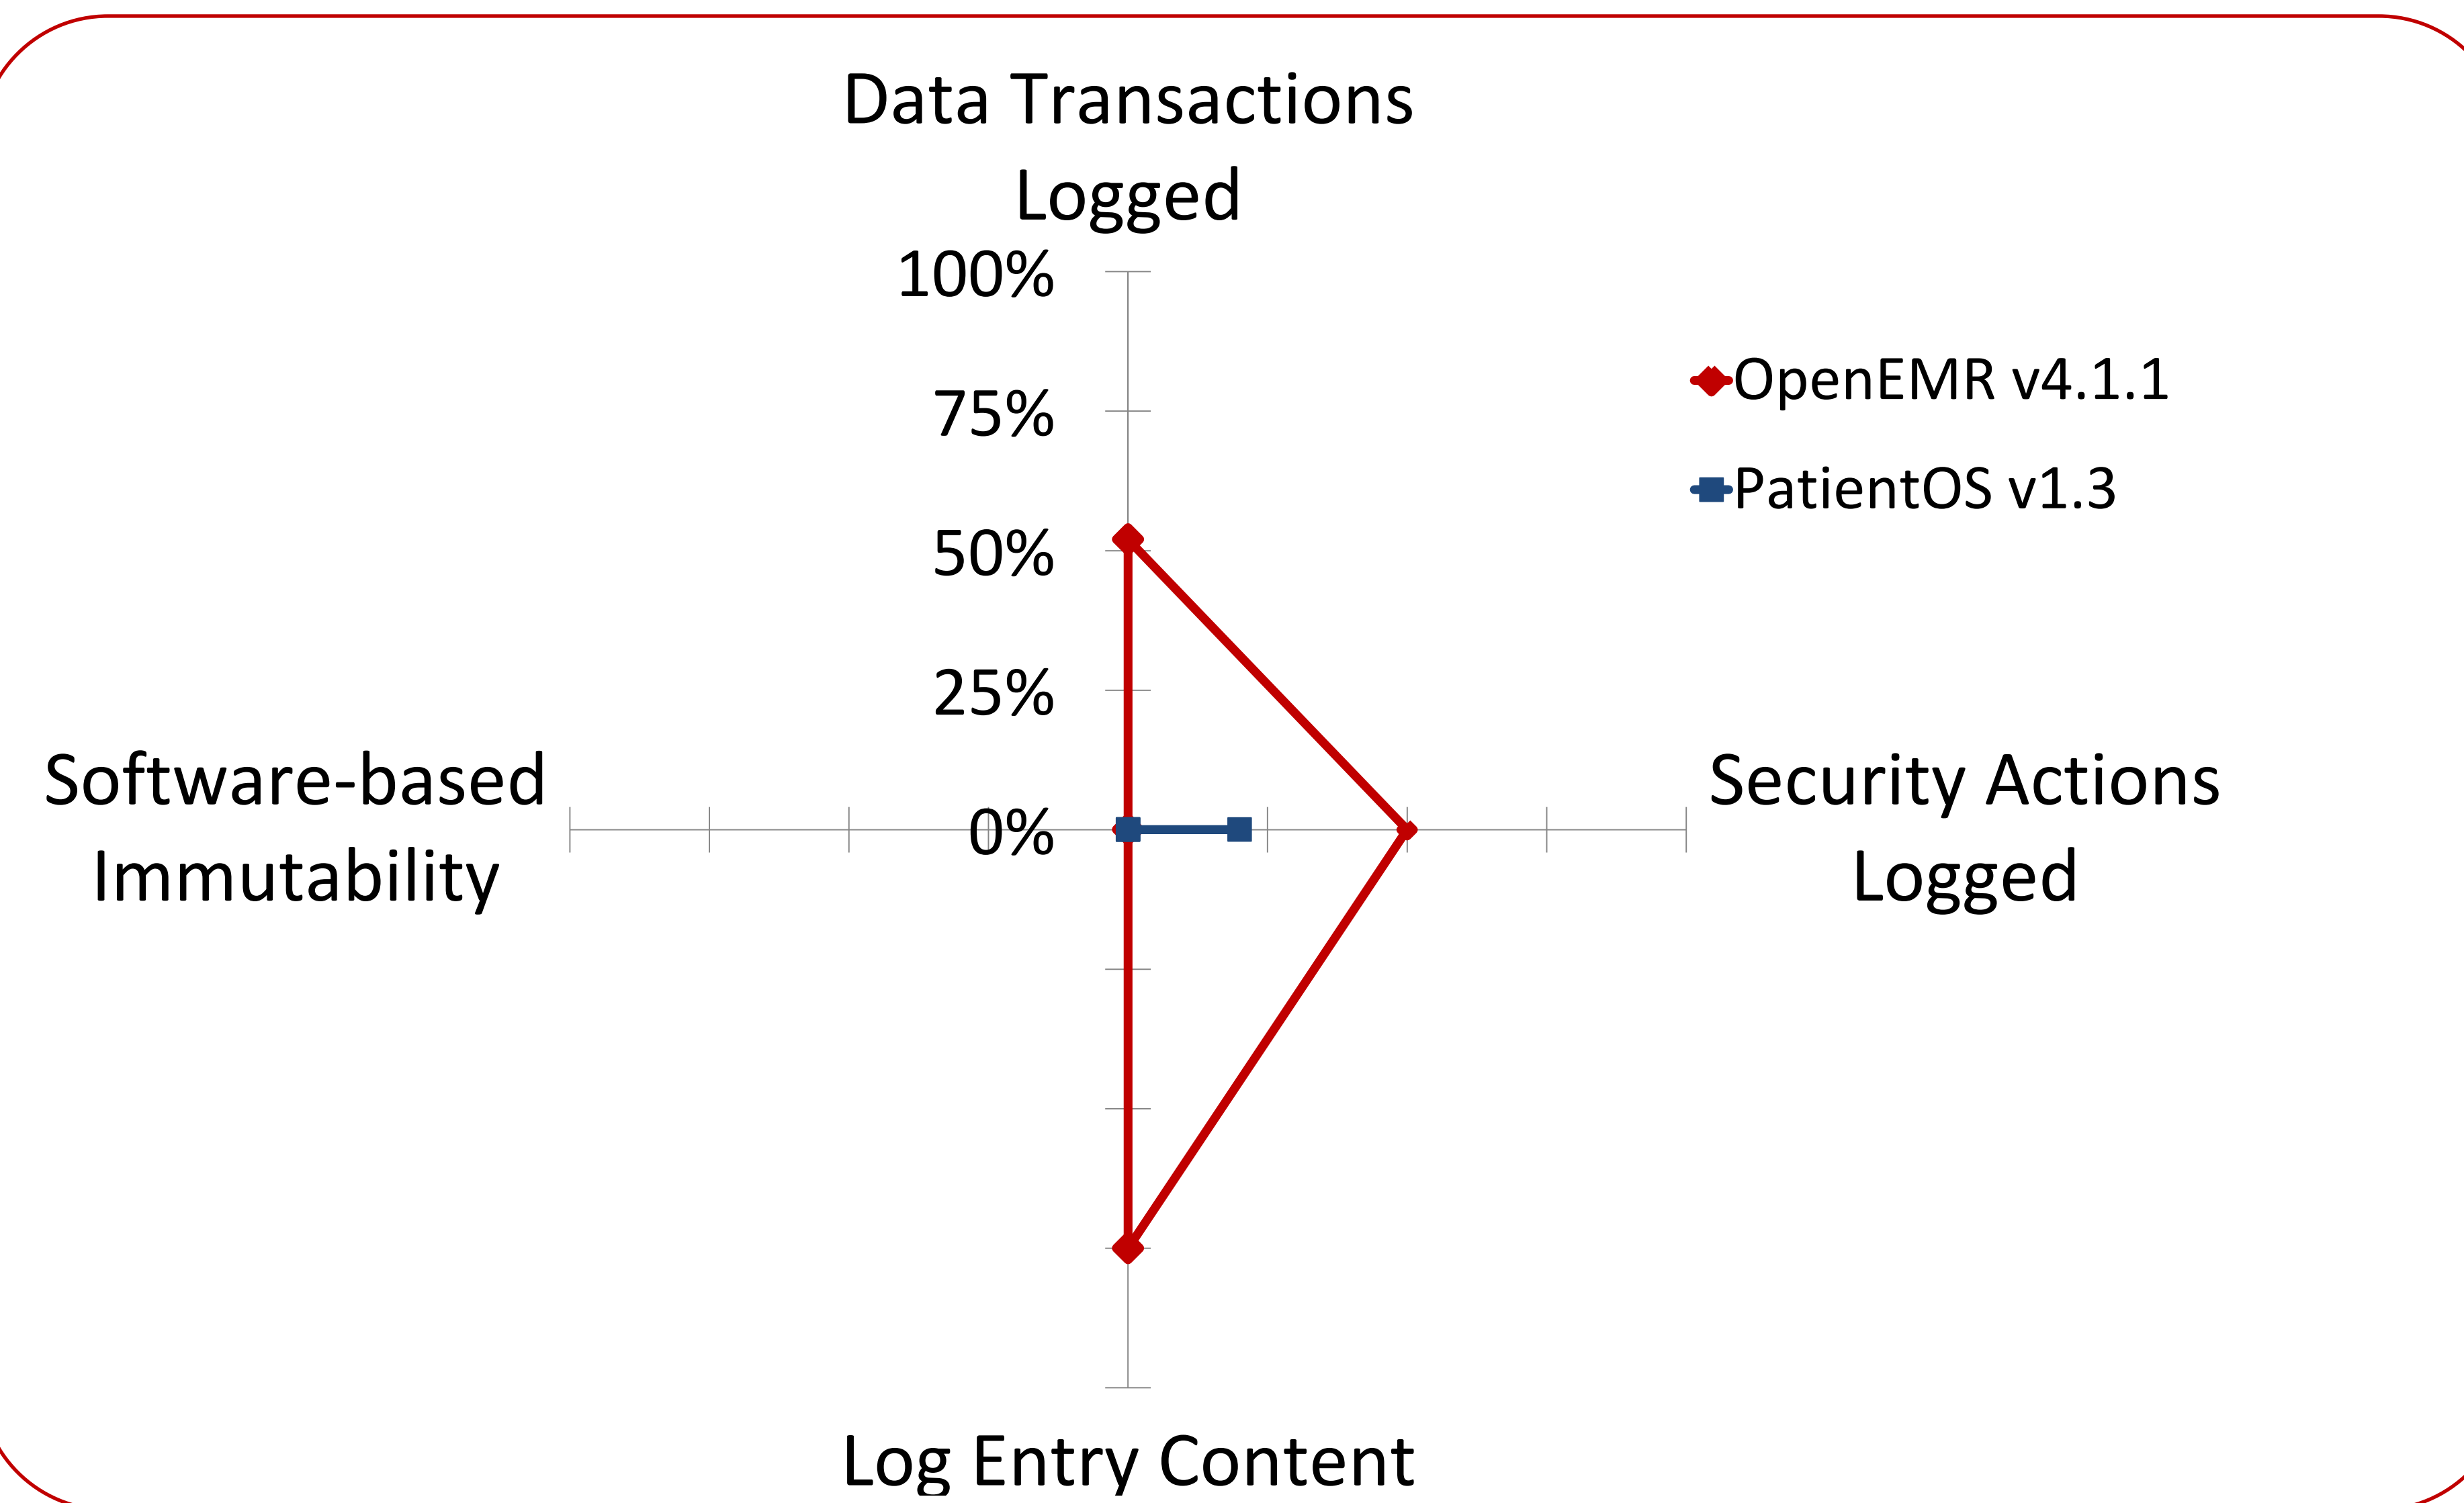 Data Transactions
Logged
100%
75%
50%
25%
0%
OpenEMR v4.1.1
PatientOS v1.3
Software-based
Immutability
Security Actions
Logged
Log Entry Content